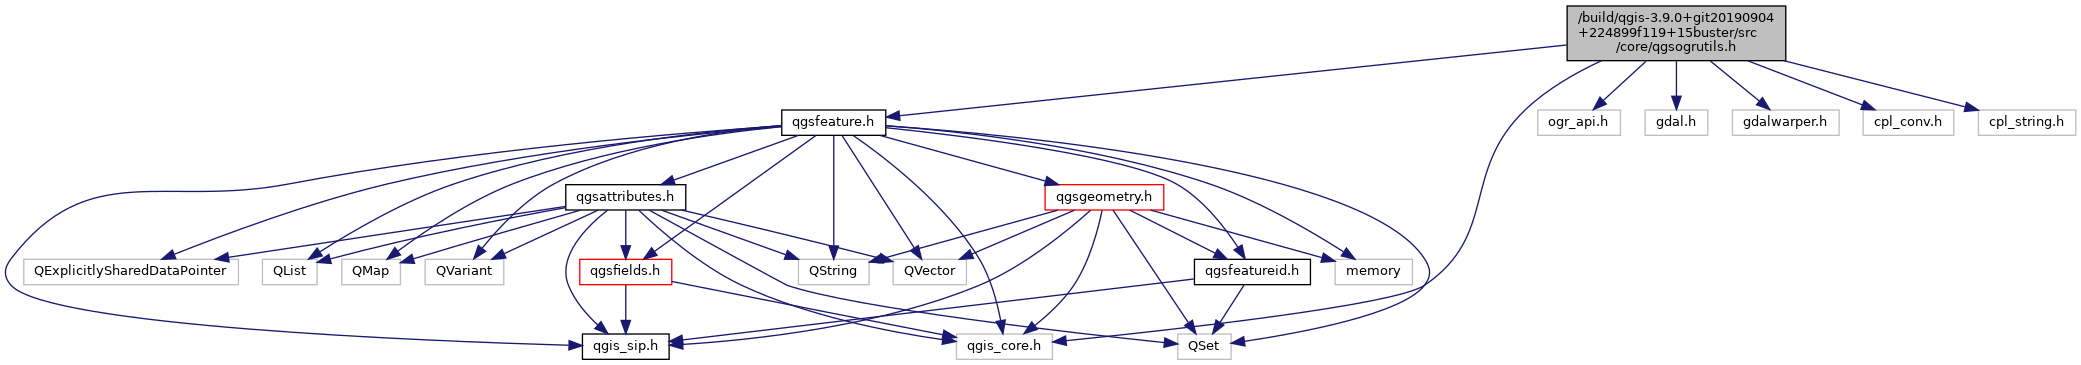 /build/qgis-3.9.0+git20190904
+224899f119+15buster/src
/core/qgsogrutils.h
qgsfeature.h
ogr_api.h
gdal.h
gdalwarper.h
cpl_conv.h
cpl_string.h
qgsattributes.h
qgsgeometry.h
QExplicitlySharedDataPointer
QList
QMap
QVariant
qgsfields.h
QString
QVector
qgsfeatureid.h
memory
qgis_sip.h
qgis_core.h
QSet